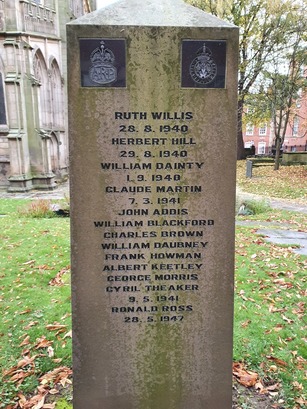 RUTH WILLIS
28. 8. 1940
HERBERT HILL
29. 8. 1940
WILLIAM DAINTY
1. 9. 1940
CLAUDE MARTIN
7. 3. 1941
JOHN ADDIS
WILLIAM BLACKFORD
CHARLES BROWN
WILLIAM DAUBNEY
FRANK HOWMAN
ALBERT KEETLEY
GEORGE MORRIS
CYRIL THEAKER
9. 5. 1941
RONALD ROSS
28. 5. 1947